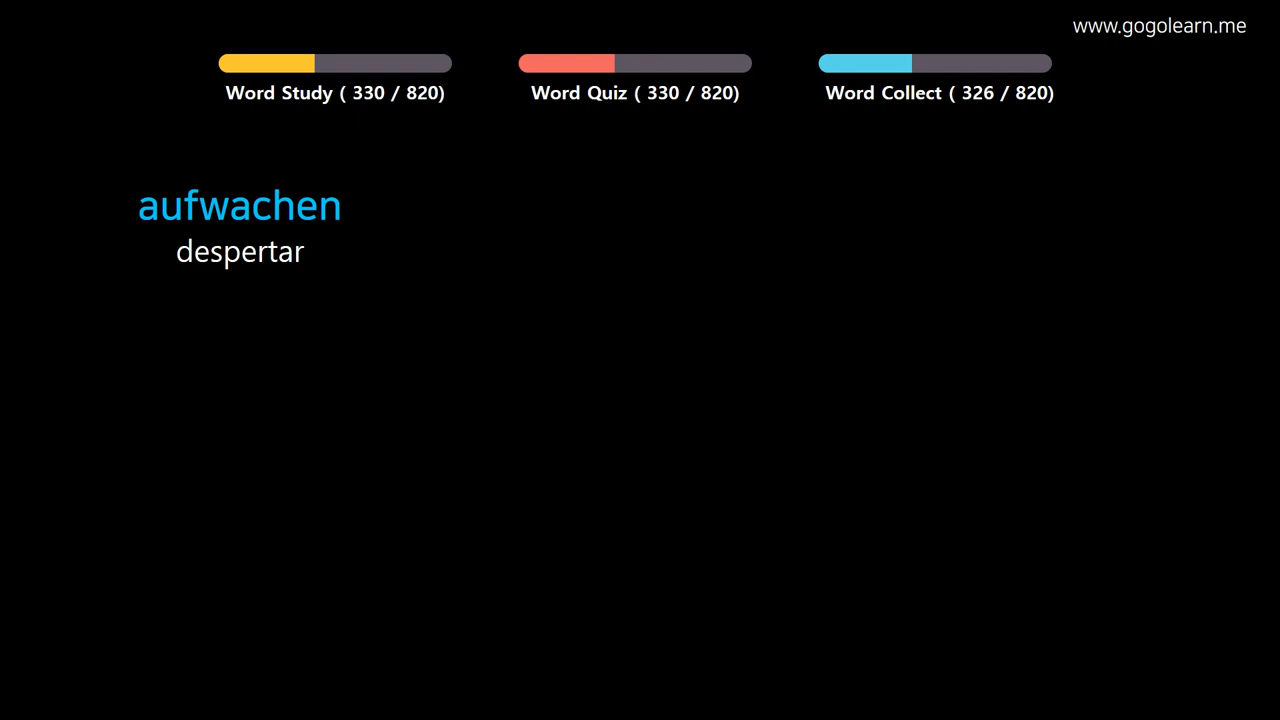 www.gogolearn.me
Word Study ( 330 / 820)
Word Quiz ( 330 / 820)
Word Collect ( 326 / 820)
aufwachen
despertar